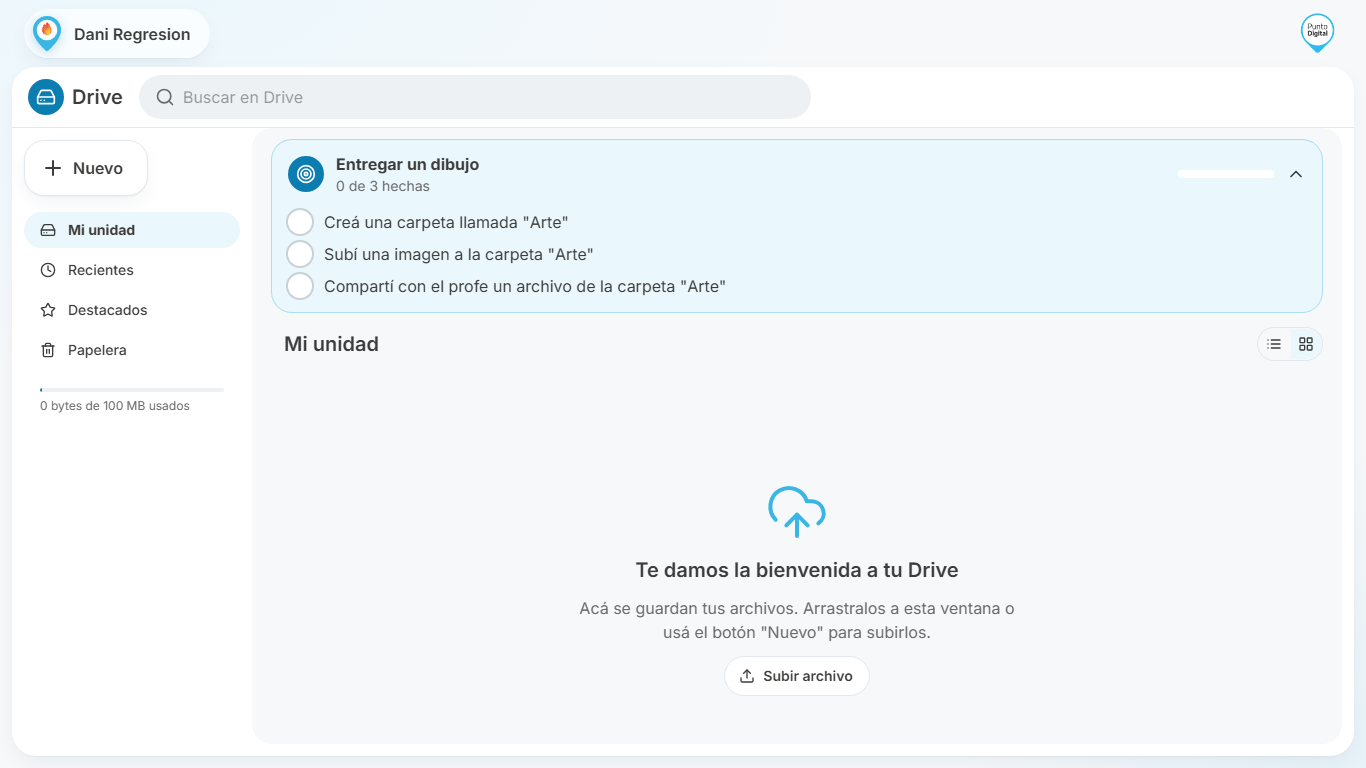 Dani Regresion
Punto
Digital
Drive
Buscar en Drive
Nuevo
Mi unidad
Recientes
Destacados
Papelera
0 bytes de 100 MB usados
Entregar un dibujo
0 de 3 hechas
Creá una carpeta llamada "Arte"
Subí una imagen a la carpeta "Arte"
Compartí con el profe un archivo de la carpeta "Arte"
Mi unidad
Te damos la bienvenida a tu Drive
Acá se guardan tus archivos. Arrastralos a esta ventana o
usá el botón "Nuevo" para subirlos.
Subir archivo